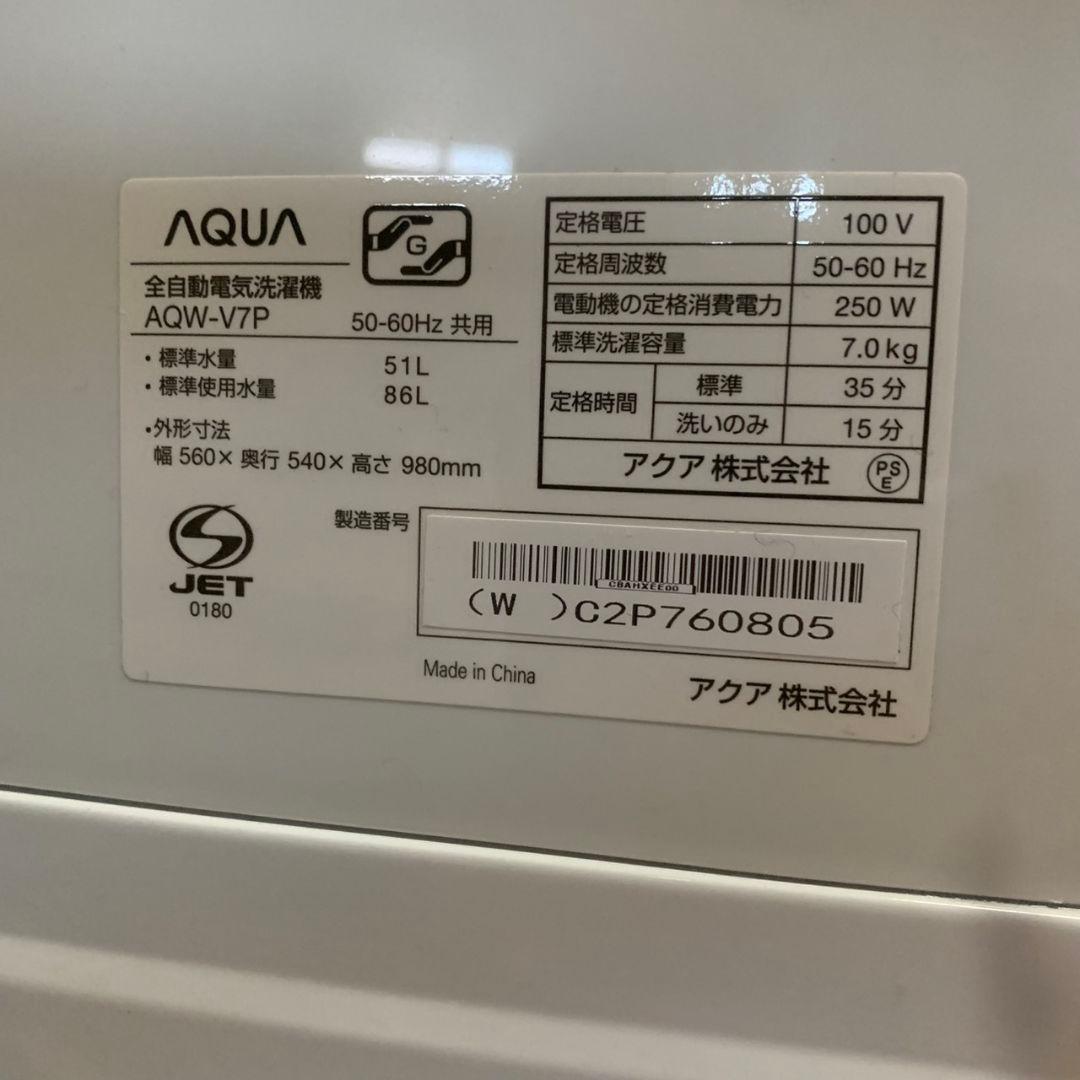 AQUA
G
全自動電気洗濯機
AQW-V7P 50-60Hz 共用
・標準水量 51L
・標準使用水量 86L
・外形寸法
幅 560× 奥行 540× 高さ 980mm
定格電圧 100 V
定格周波数 50-60 Hz
電動機の定格消費電力 250 W
標準洗濯容量 7.0kg
定格時間 標準 35 分
洗いのみ 15 分
アクア 株式会社 PS E
JET
0180
製造番号
CBAHXEE00
(W )C2P760805
Made in China
アクア 株式会社